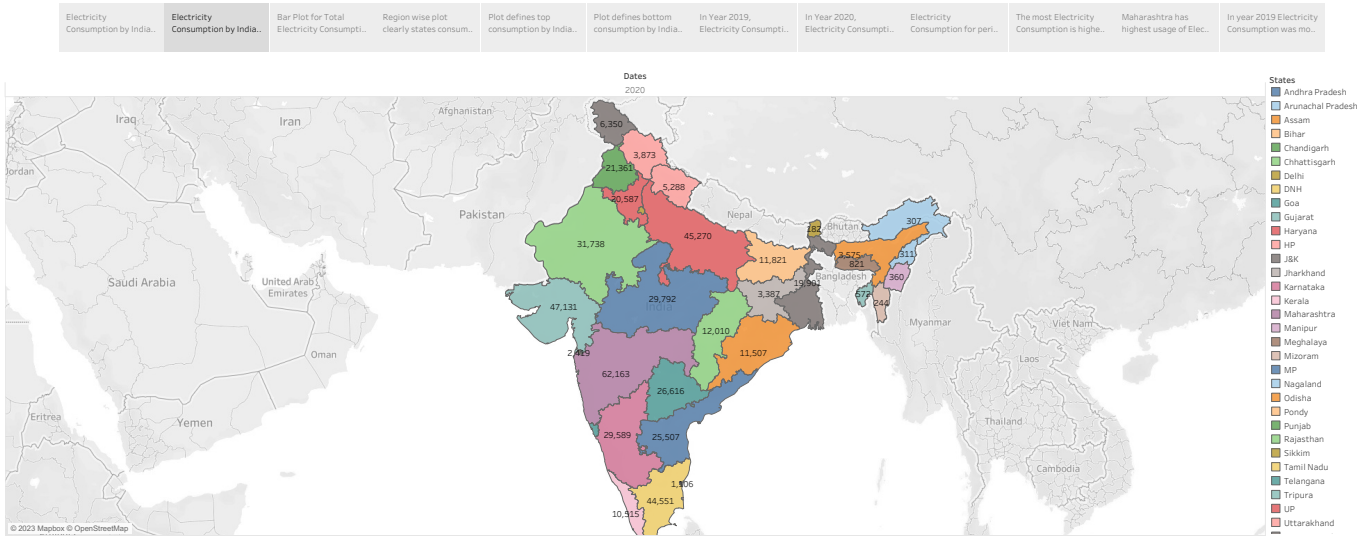 Electricity
Consumption by India..
Electricity
Consumption by India..
Bar Plot for Total
Electricity Consumpti..
Region wise plot
clearly states consum..
Plot defines top
consumption by India..
Plot defines bottom
consumption by India..
In Year 2019,
Electricity Consumpti..
In Year 2020,
Electricity Consumpti..
Electricity
Consumption for peri..
The most Electricity
Consumption is highe..
Maharashtra has
highest usage of Elec..
In year 2019 Electricity
Consumption was mo..
Dates
2020
Iraq
Iran
Afghanistan
Jordan
Pakistan
Nepal
Bhutan
Bangladesh
Saudi Arabia
United Arab
Emirates
Oman
Yemen
Eritrea
India
Myanmar
Viet Nam
Laos
Thailand
Cambodia
6,350
3,873
21,361
5,288
20,587
31,738
45,270
11,821
182
307
3,575
311
821
360
572
244
19,901
3,387
47,131
29,792
12,010
11,507
2,419
62,163
26,616
29,589
25,507
1,106
44,551
10,915
© 2023 Mapbox © OpenStreetMap
States
Andhra Pradesh
Arunachal Pradesh
Assam
Bihar
Chandigarh
Chhattisgarh
Delhi
DNH
Goa
Gujarat
Haryana
HP
J&K
Jharkhand
Karnataka
Kerala
Maharashtra
Manipur
Meghalaya
Mizoram
MP
Nagaland
Odisha
Pondy
Punjab
Rajasthan
Sikkim
Tamil Nadu
Telangana
Tripura
UP
Uttarakhand